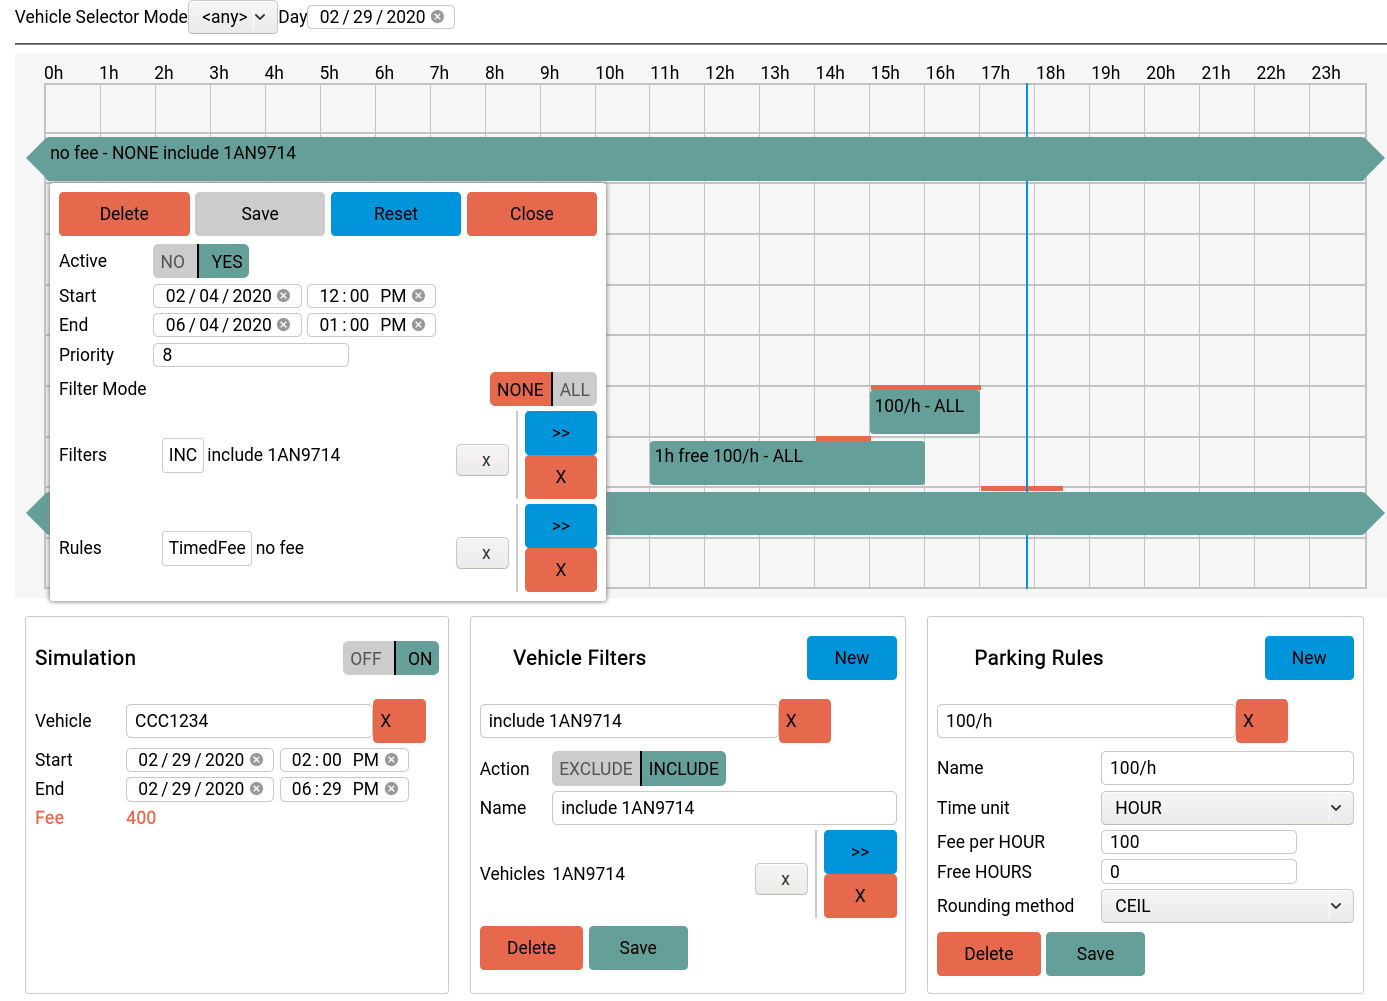 Vehicle Selector Mode <any> Day 02/29/2020
0h 1h 2h 3h 4h 5h 6h 7h 8h 9h 10h 11h 12h 13h 14h 15h 16h 17h 18h 19h 20h 21h 22h 23h
no fee - NONE include 1AN9714
Delete Save Reset Close
Active NO YES
Start 02/04/2020 12:00 PM
End 06/04/2020 01:00 PM
Priority 8
Filter Mode NONE ALL
100/h - ALL
>>
Filters INC include 1AN9714 x
1h free 100/h - ALL
X
>>
Rules TimedFee no fee x
X
Simulation OFF ON
Vehicle CCC1234 X
Start 02/29/2020 02:00 PM
End 02/29/2020 06:29 PM
Fee 400
Vehicle Filters New
include 1AN9714 X
Action EXCLUDE INCLUDE
Name include 1AN9714
>>
Vehicles 1AN9714 x
X
Delete Save
Parking Rules New
100/h X
Name 100/h
Time unit HOUR
Fee per HOUR 100
Free HOURS 0
Rounding method CEIL
Delete Save